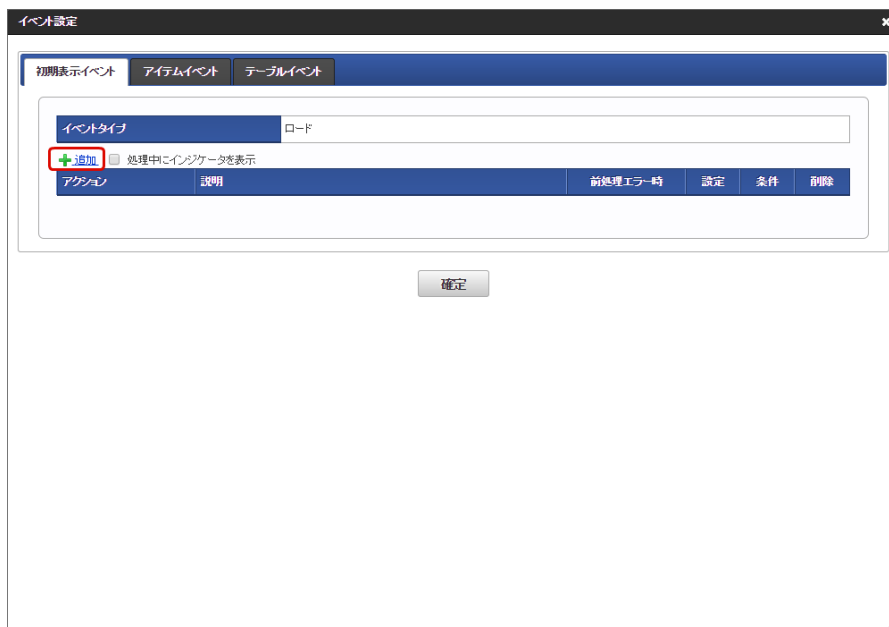 イベント設定
初期表示イベント アイテムイベント テーブルイベント
イベントタイプ ロード
追加 処理中にインジケータを表示
アクション 説明 前処理エラー時 設定 条件 削除
確定